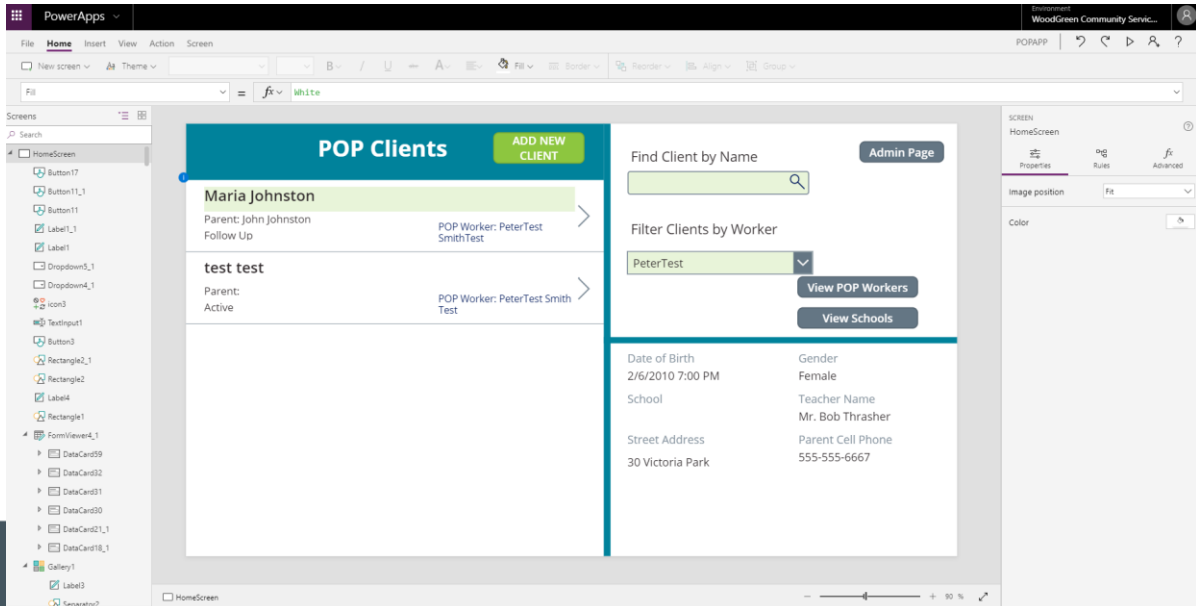 PowerApps
Environment
WoodGreen Community Servic...
File Home Insert View Action Screen
POPAPP
New screen Theme B / U A Fill Border Reorder Align Group
Fill = fx White
Screens
Search
HomeScreen
Button17
Button11_1
Button11
Label1_1
Label1
Dropdown5_1
Dropdown4_1
icon3
TextInput1
Button3
Rectangle2_1
Rectangle2
Label4
Rectangle1
FormViewer4_1
DataCard59
DataCard32
DataCard31
DataCard30
DataCard21_1
DataCard18_1
Gallery1
Label3
Separator2
POP Clients
ADD NEW
CLIENT
Maria Johnston
Parent: John Johnston
Follow Up
POP Worker: PeterTest
SmithTest
test test
Parent:
Active
POP Worker: PeterTest Smith
Test
Find Client by Name
Admin Page
Filter Clients by Worker
PeterTest
View POP Workers
View Schools
Date of Birth Gender
2/6/2010 7:00 PM Female
School Teacher Name
Mr. Bob Thrasher
Street Address Parent Cell Phone
30 Victoria Park 555-555-6667
SCREEN
HomeScreen
Properties Rules Advanced
Image position Fit
Color
HomeScreen
90 %